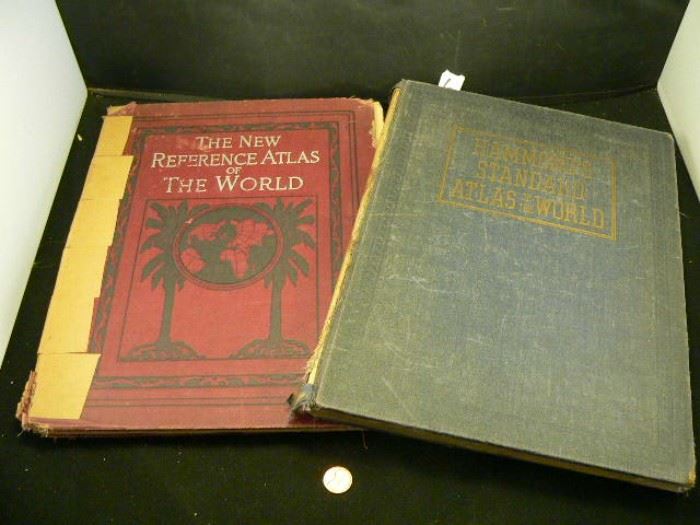 THE NEW
REFERENCE ATLAS
OF
THE WORLD
HAMMOND'S
STANDARD
ATLAS OF THE WORLD